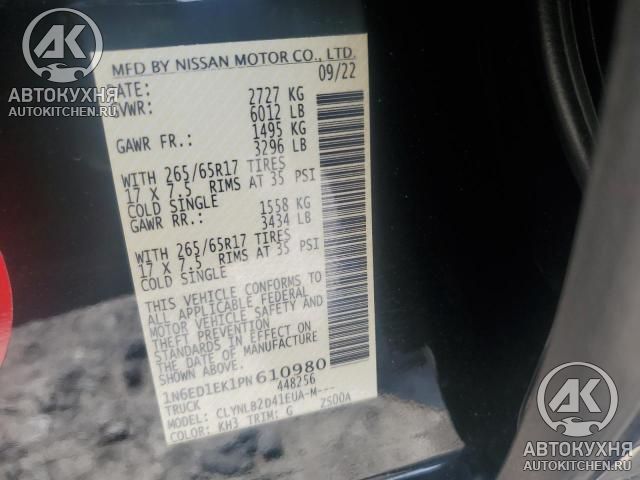 MFD BY NISSAN MOTOR CO., LTD.
DATE: 09/22
GVWR: 2727 KG
6012 LB
GAWR FR.: 1495 KG
3296 LB
WITH 265/65R17 TIRES
17 X 7.5 RIMS AT 35 PSI
COLD SINGLE
GAWR RR.: 1558 KG
3434 LB
WITH 265/65R17 TIRES
17 X 7.5 RIMS AT 35 PSI
COLD SINGLE
THIS VEHICLE CONFORMS TO
ALL APPLICABLE FEDERAL
MOTOR VEHICLE SAFETY AND
THEFT PREVENTION
STANDARDS IN EFFECT ON
THE DATE OF MANUFACTURE
SHOWN ABOVE.
1N6ED1EK1PN610980
TRUCK 448256
MODEL: CLYNLB2D41EUA-M---
COLOR: KH3 TRIM: G ZS00A
АВТОКУХНЯ
AUTOKITCHEN.RU
АВТОКУХНЯ
AUTOKITCHEN.RU